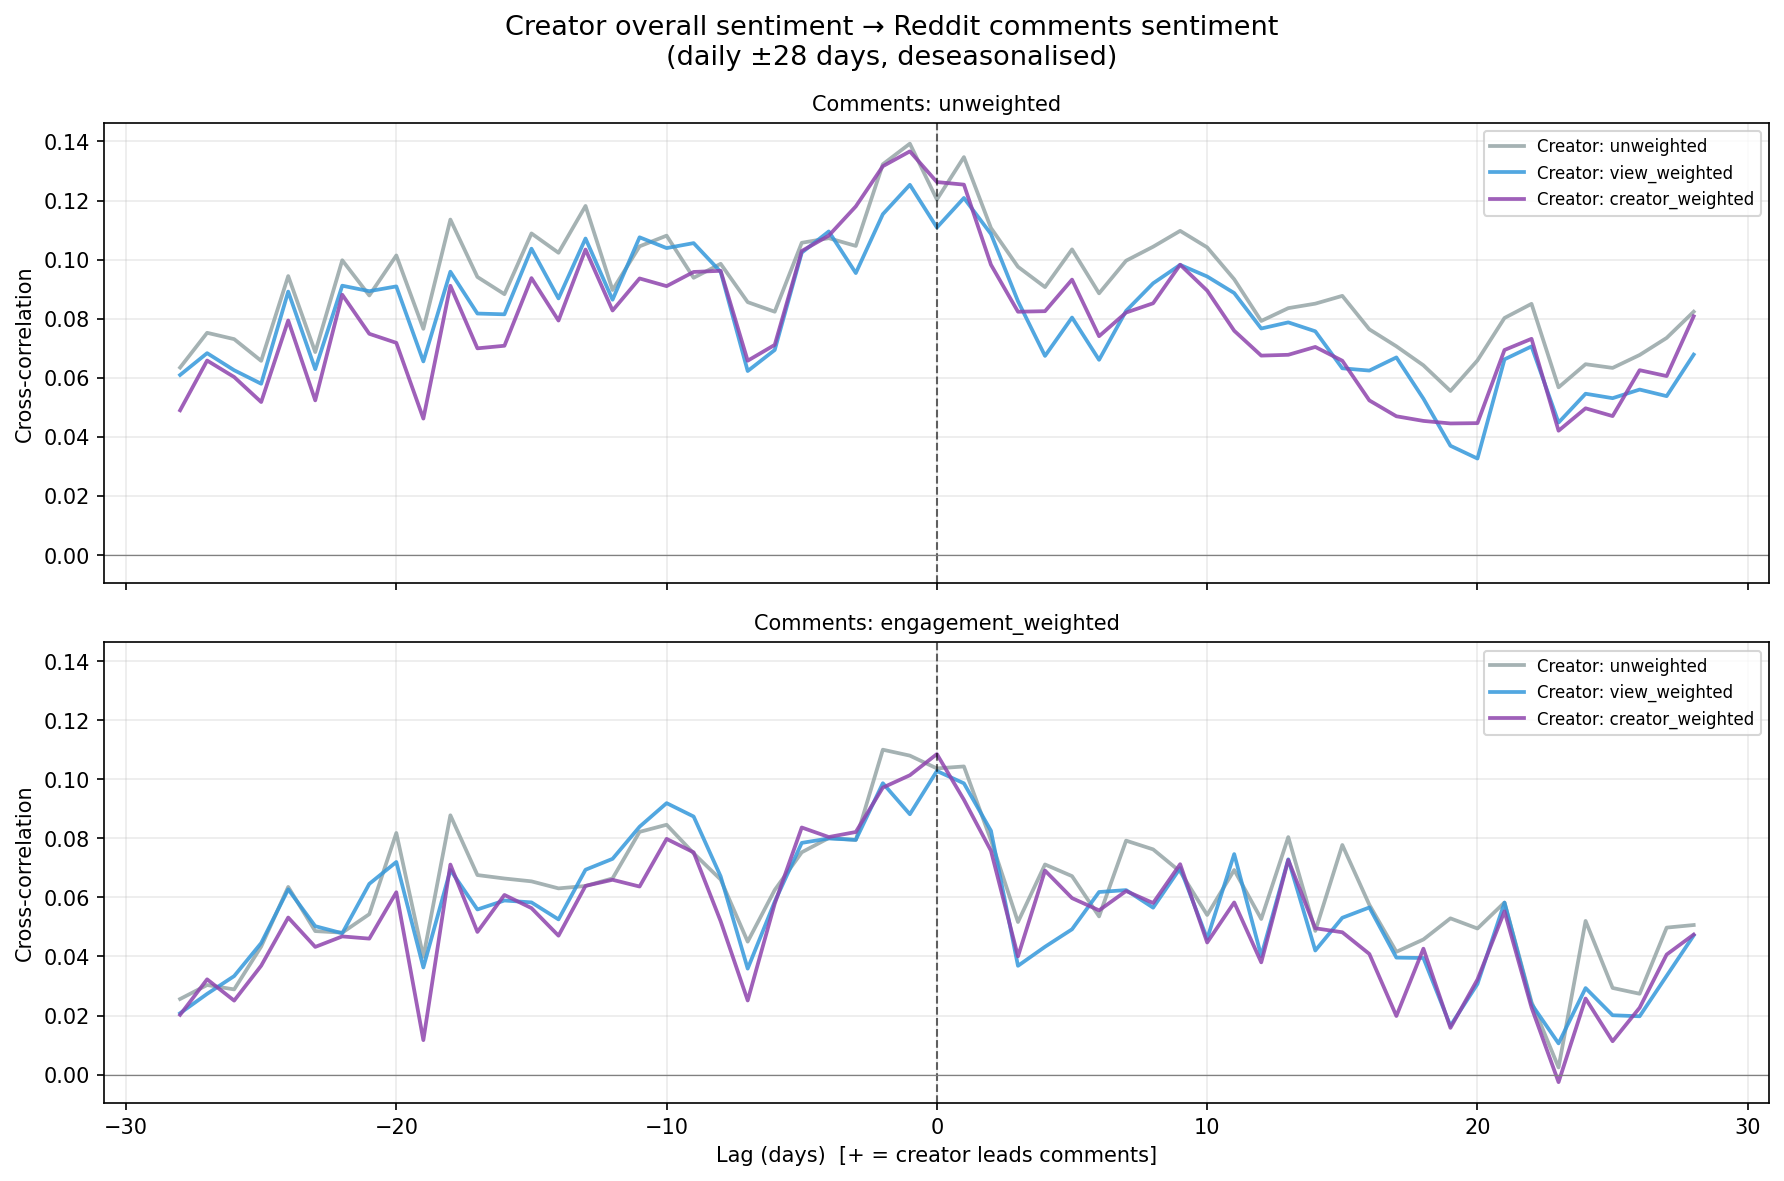 Creator overall sentiment → Reddit comments sentiment
(daily ±28 days, deseasonalised)
Comments: unweighted
Cross-correlation
0.14
0.12
0.10
0.08
0.06
0.04
0.02
0.00
Creator: unweighted
Creator: view_weighted
Creator: creator_weighted
Comments: engagement_weighted
Cross-correlation
0.14
0.12
0.10
0.08
0.06
0.04
0.02
0.00
Creator: unweighted
Creator: view_weighted
Creator: creator_weighted
−30 −20 −10 0 10 20 30
Lag (days)  [+ = creator leads comments]